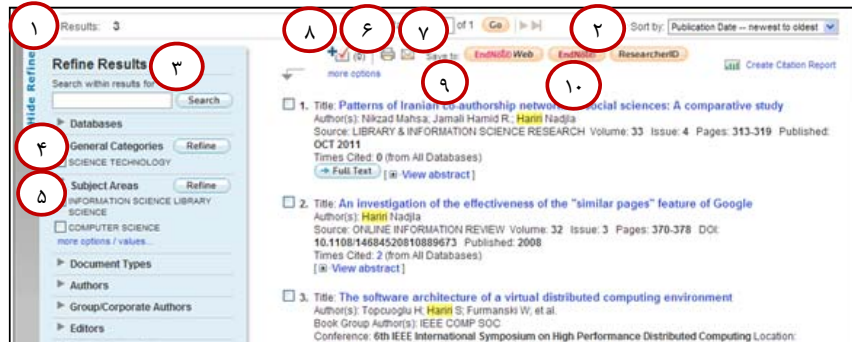 ۱
Results: 3
of 1 Go
۲
Sort by: Publication Date -- newest to oldest
۸ ۶ ۷
(0) Save to: EndNote Web EndNote ResearcherID
more options
۹ ۱۰
Create Citation Report
Hide Refine
Refine Results
۳
Search within results for
Search
Databases
۴
General Categories Refine
SCIENCE TECHNOLOGY
۵
Subject Areas Refine
INFORMATION SCIENCE LIBRARY
SCIENCE
COMPUTER SCIENCE
more options / values...
Document Types
Authors
Group/Corporate Authors
Editors
1. Title: Patterns of Iranian co-authorship networks social sciences: A comparative study
Author(s): Nikzad Mahsa; Jamali Hamid R.; Hariri Nadjla
Source: LIBRARY & INFORMATION SCIENCE RESEARCH Volume: 33 Issue: 4 Pages: 313-319 Published:
OCT 2011
Times Cited: 0 (from All Databases)
Full Text [ View abstract ]
2. Title: An investigation of the effectiveness of the "similar pages" feature of Google
Author(s): Hariri Nadjla
Source: ONLINE INFORMATION REVIEW Volume: 32 Issue: 3 Pages: 370-378 DOI:
10.1108/14684520810889673 Published: 2008
Times Cited: 2 (from All Databases)
[ View abstract ]
3. Title: The software architecture of a virtual distributed computing environment
Author(s): Topcuoglu H; Hariri S; Furmanski W; et al.
Book Group Author(s): IEEE COMP SOC
Conference: 6th IEEE International Symposium on High Performance Distributed Computing Location: